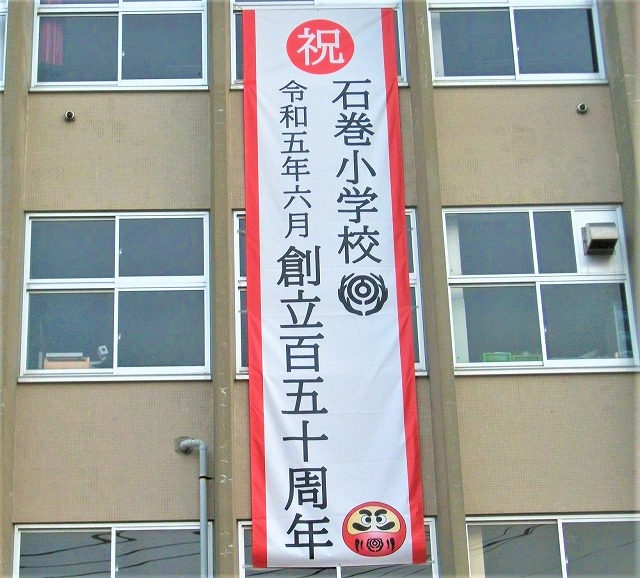 祝
石巻小学校
令和五年六月
創立百五十周年